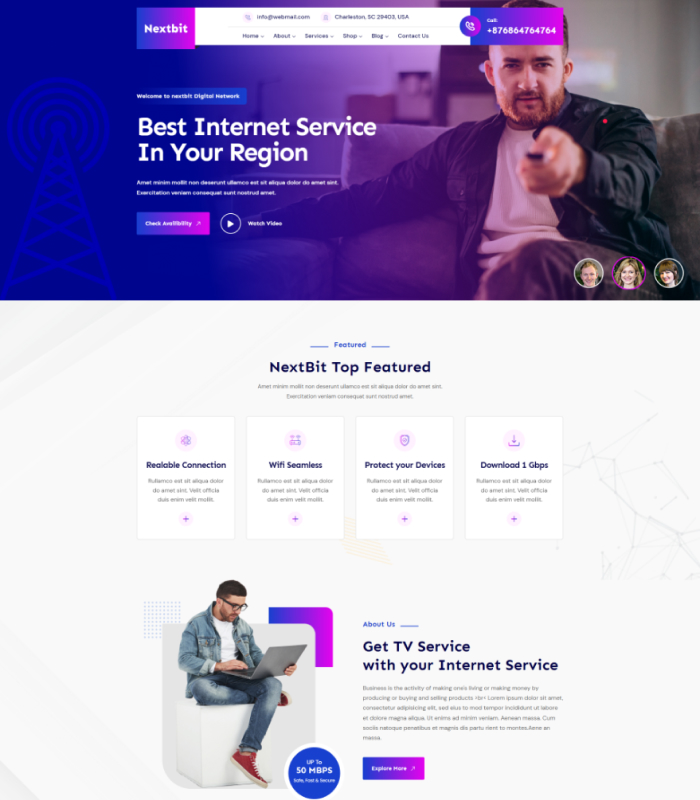 Nextbit
info@webmail.com
Charleston, SC 29403, USA
Call:
+876864764764
Home
About
Services
Shop
Blog
Contact Us
Welcome to nextbit Digital Network
Best Internet Service
In Your Region
Amet minim mollit non deserunt ullamco est sit aliqua dolor do amet sint.
Exercitation veniam consequat sunt nostrud amet.
Check Availibility
Watch Video
Featured
NextBit Top Featured
Amet minim mollit non deserunt ullamco est sit aliqua dolor do amet sint.
Exercitation veniam consequat sunt nostrud amet.
Realable Connection
Rullamco est sit aliqua dolor
do amet sint. Velit officia
duis enim velit mollit.
+
Wifi Seamless
Rullamco est sit aliqua dolor
do amet sint. Velit officia
duis enim velit mollit.
+
Protect your Devices
Rullamco est sit aliqua dolor
do amet sint. Velit officia
duis enim velit mollit.
+
Download 1 Gbps
Rullamco est sit aliqua dolor
do amet sint. Velit officia
duis enim velit mollit.
+
UP To
50 MBPS
Safe, Fast & Secure
About Us
Get TV Service
with your Internet Service
Business is the activity of making one's living or making money by
producing or buying and selling products <br> Lorem ipsum dolor sit amet,
consectetur adipisicing elit, sed eius to mod tempor incididunt ut labore
et dolore magna aliqua. Ut enims ad minim veniam. Aenean massa. Cum
sociis natoque penatibus et magnis dis partu rient to montes.Aene an
massa.
Explore More